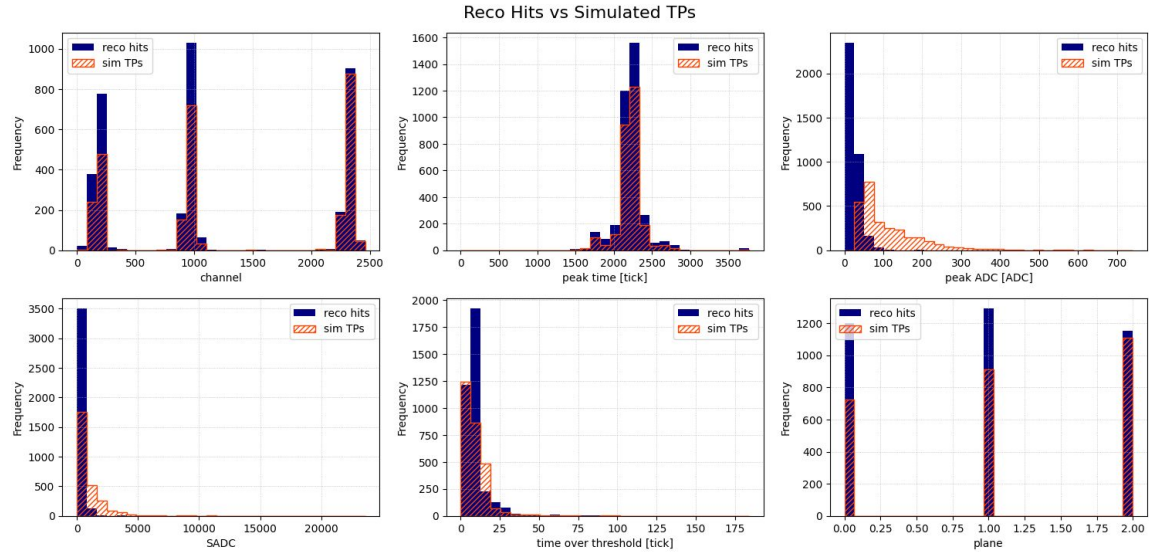 Reco Hits vs Simulated TPs
reco hits
sim TPs
Frequency
1000
800
600
400
200
0
0 500 1000 1500 2000 2500
channel
reco hits
sim TPs
Frequency
1600
1400
1200
1000
800
600
400
200
0
0 500 1000 1500 2000 2500 3000 3500
peak time [tick]
reco hits
sim TPs
Frequency
2000
1500
1000
500
0
0 100 200 300 400 500 600 700
peak ADC [ADC]
reco hits
sim TPs
Frequency
3500
3000
2500
2000
1500
1000
500
0
0 5000 10000 15000 20000
SADC
reco hits
sim TPs
Frequency
2000
1750
1500
1250
1000
750
500
250
0
0 25 50 75 100 125 150 175
time over threshold [tick]
reco hits
sim TPs
Frequency
1200
1000
800
600
400
200
0
0.00 0.25 0.50 0.75 1.00 1.25 1.50 1.75 2.00
plane